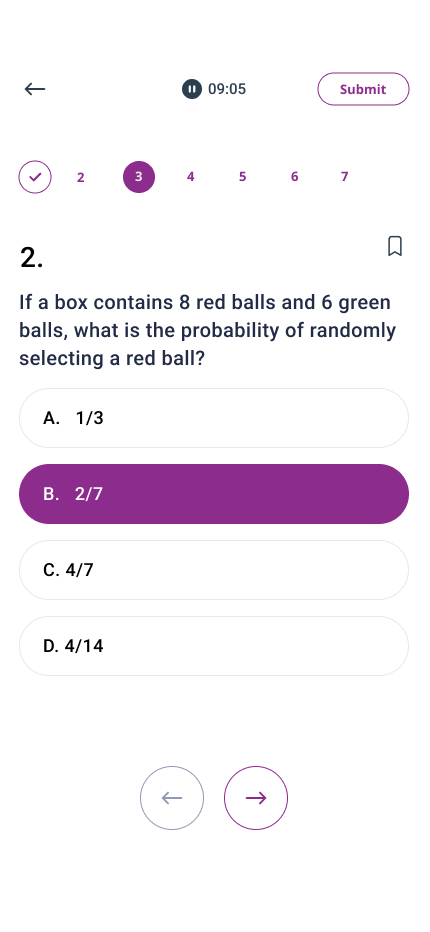 09:05
Submit
2 3 4 5 6 7
2.
If a box contains 8 red balls and 6 green
balls, what is the probability of randomly
selecting a red ball?
A. 1/3
B. 2/7
C. 4/7
D. 4/14